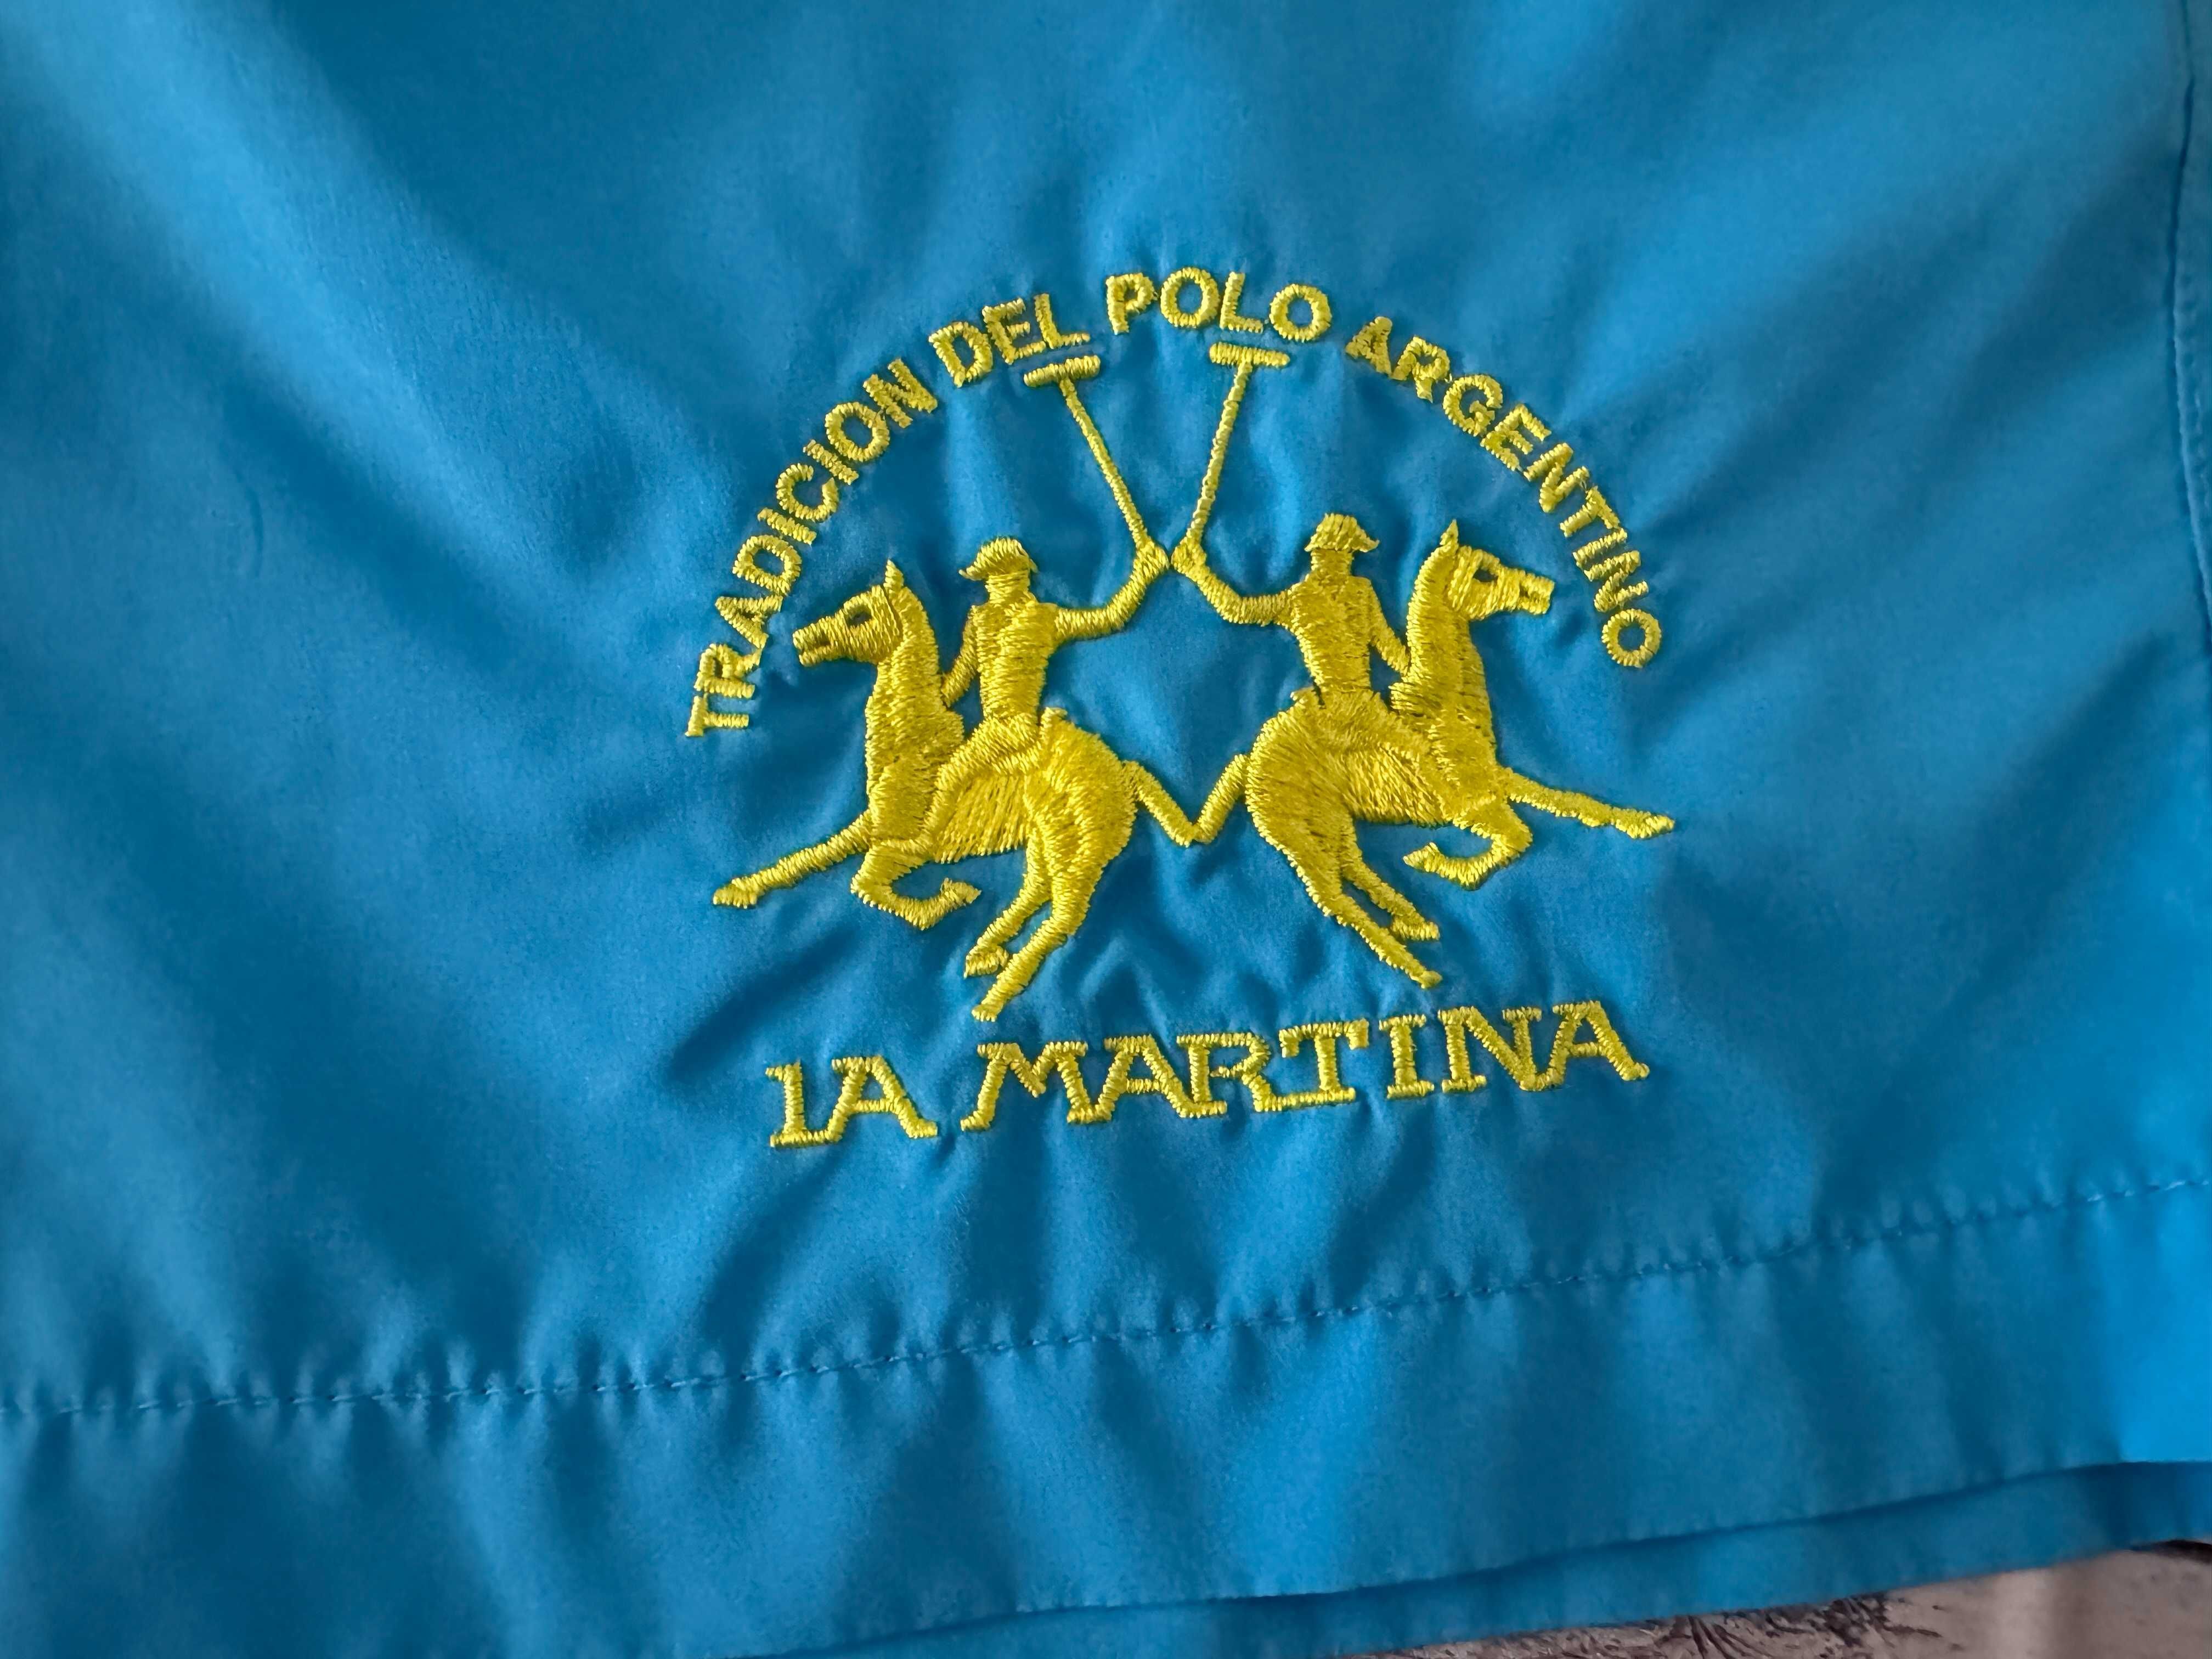 TRADICION DEL POLO ARGENTINO
LA MARTINA